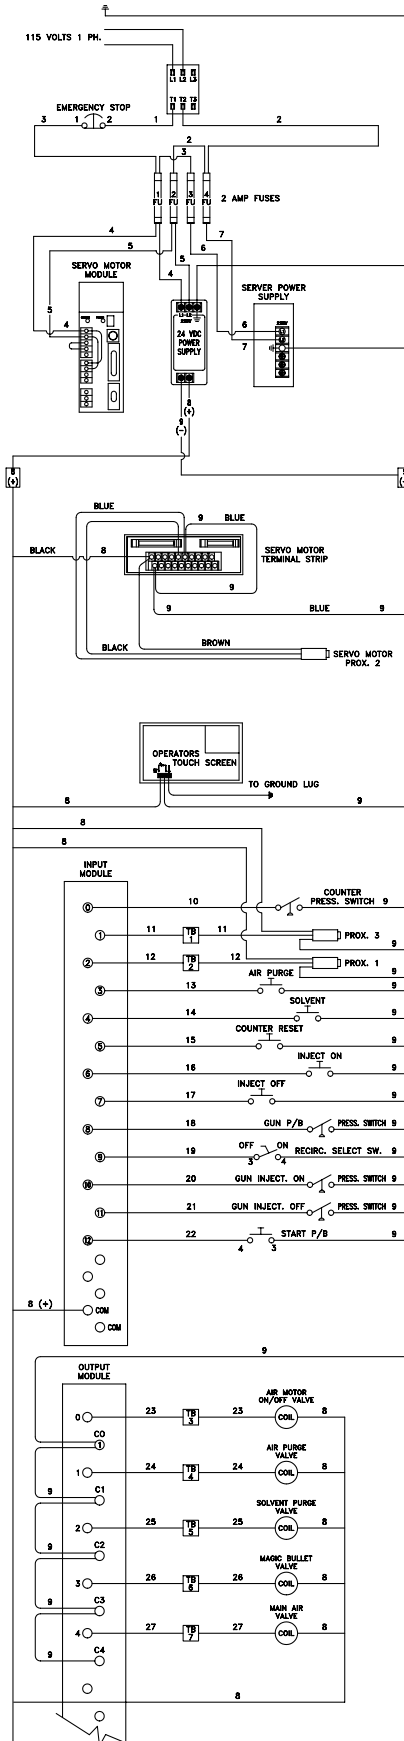 115 VOLTS 1 PH.
L1 L2 L3
T1 T2 T3
EMERGENCY STOP
3 1 2 1 2
2
3
1 FU 2 FU 3 FU 4 FU
2 AMP FUSES
4
5
7
6
SERVO MOTOR
MODULE
5
4
SERVER POWER
SUPPLY
5
4
L1 L2
230V
24 VDC
POWER
SUPPLY
230V
6
7
8
(+)
9
(-)
8
(+)
BLUE
9 BLUE
BLACK 8
SERVO MOTOR
TERMINAL STRIP
9
9 BLUE 9
BROWN
BLACK
SERVO MOTOR
PROX. 2
OPERATORS
TOUCH SCREEN
TO GROUND LUG
8 9
8
8
INPUT
MODULE
COUNTER
0 10 PRESS. SWITCH 9
1 11 TB 1 11 PROX. 3
9
2 12 TB 2 12 PROX. 1
9
AIR PURGE
3 13 9
SOLVENT
4 14 9
COUNTER RESET
5 15 9
INJECT ON
6 16 9
INJECT OFF
7 17 9
8 18 GUN P/B PRESS. SWITCH 9
9 19 OFF ON 3 4 RECIRC. SELECT SW. 9
10 20 GUN INJECT. ON PRESS. SWITCH 9
11 21 GUN INJECT. OFF PRESS. SWITCH 9
12 22 4 3 START P/B 9
8 (+) COM
COM
9
OUTPUT
MODULE
AIR MOTOR
ON/OFF VALVE
0 23 TB 3 23 COIL 8
C0
1
AIR PURGE
VALVE
1 24 TB 4 24 COIL 8
9 C1
SOLVENT PURGE
VALVE
2 25 TB 5 25 COIL 8
9 C2
MAGIC BULLET
VALVE
3 26 TB 6 26 COIL 8
9 C3
MAIN AIR
VALVE
4 27 TB 7 27 COIL 8
9 C4
8